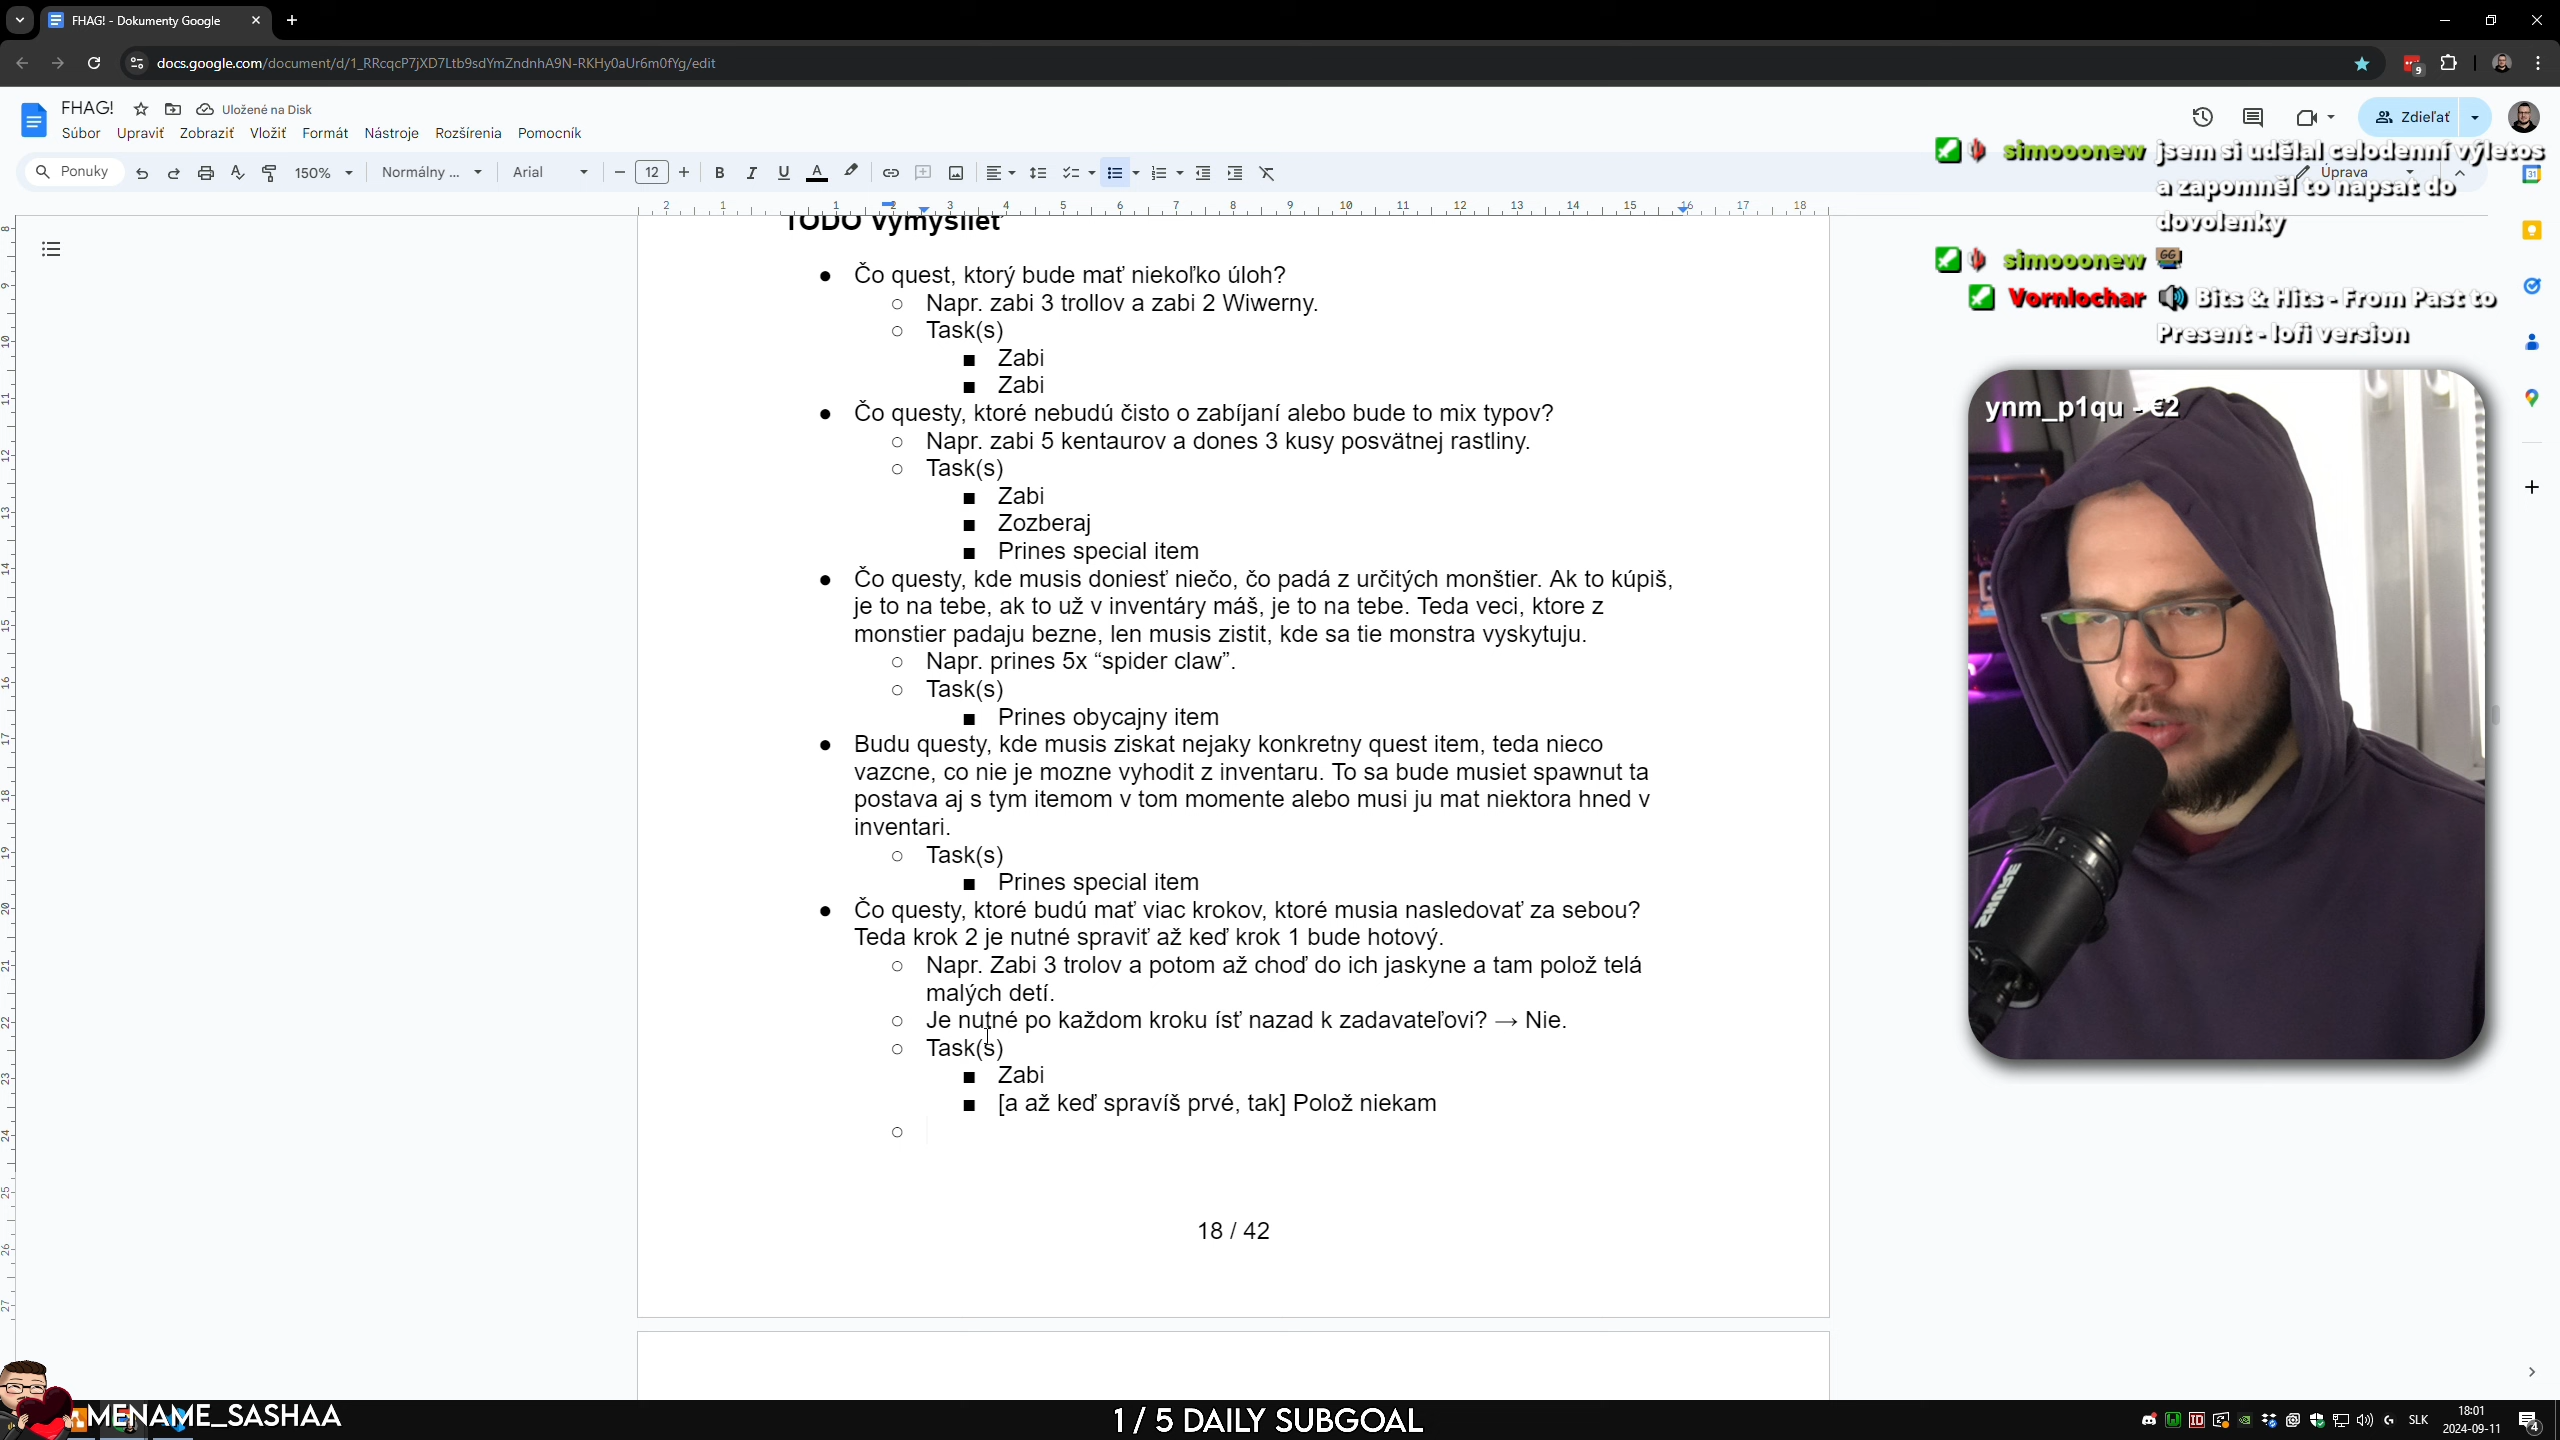 FHAG! - Dokumenty Google
docs.google.com/document/d/1_RRcqcP7jXD7Ltb9sdYmZndnhA9N-RKHy0aUr6m0fYg/edit
9
FHAG!
Uložené na Disk
Súbor Upraviť Zobraziť Vložiť Formát Nástroje Rozšírenia Pomocník
Zdieľať
Ponuky
150%
Normálny ...
Arial
12
Úprava
simooonew jsem si udělal celodenní výletos
a zapomněl to napsat do
dovolenky
simooonew GG
Vornlochar Bits & Hits - From Past to
Present - lofi version
ynm_p1qu - €2
TODO Vymyslieť
Čo quest, ktorý bude mať niekoľko úloh?
Napr. zabi 3 trollov a zabi 2 Wiwerny.
Task(s)
Zabi
Zabi
Čo questy, ktoré nebudú čisto o zabíjaní alebo bude to mix typov?
Napr. zabi 5 kentaurov a dones 3 kusy posvätnej rastliny.
Task(s)
Zabi
Zozberaj
Prines special item
Čo questy, kde musis doniesť niečo, čo padá z určitých monštier. Ak to kúpiš,
je to na tebe, ak to už v inventáry máš, je to na tebe. Teda veci, ktore z
monstier padaju bezne, len musis zistit, kde sa tie monstra vyskytuju.
Napr. prines 5x “spider claw”.
Task(s)
Prines obycajny item
Budu questy, kde musis ziskat nejaky konkretny quest item, teda nieco
vazcne, co nie je mozne vyhodit z inventaru. To sa bude musiet spawnut ta
postava aj s tym itemom v tom momente alebo musi ju mat niektora hned v
inventari.
Task(s)
Prines special item
Čo questy, ktoré budú mať viac krokov, ktoré musia nasledovať za sebou?
Teda krok 2 je nutné spraviť až keď krok 1 bude hotový.
Napr. Zabi 3 trolov a potom až choď do ich jaskyne a tam polož telá
malých detí.
Je nutné po každom kroku ísť nazad k zadavateľovi? → Nie.
Task(s)
Zabi
[a až keď spravíš prvé, tak] Polož niekam
18 / 42
MENAME_SASHAA
1 / 5 DAILY SUBGOAL
SLK
18:01
2024-09-11
4